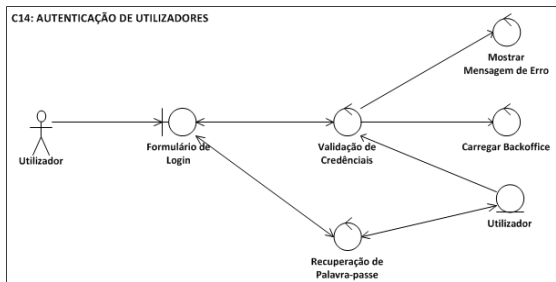 C14: AUTENTICAÇÃO DE UTILIZADORES
Mostrar
Mensagem de Erro
Utilizador
Formulário de
Login
Validação de
Credênciais
Carregar Backoffice
Utilizador
Recuperação de
Palavra-passe